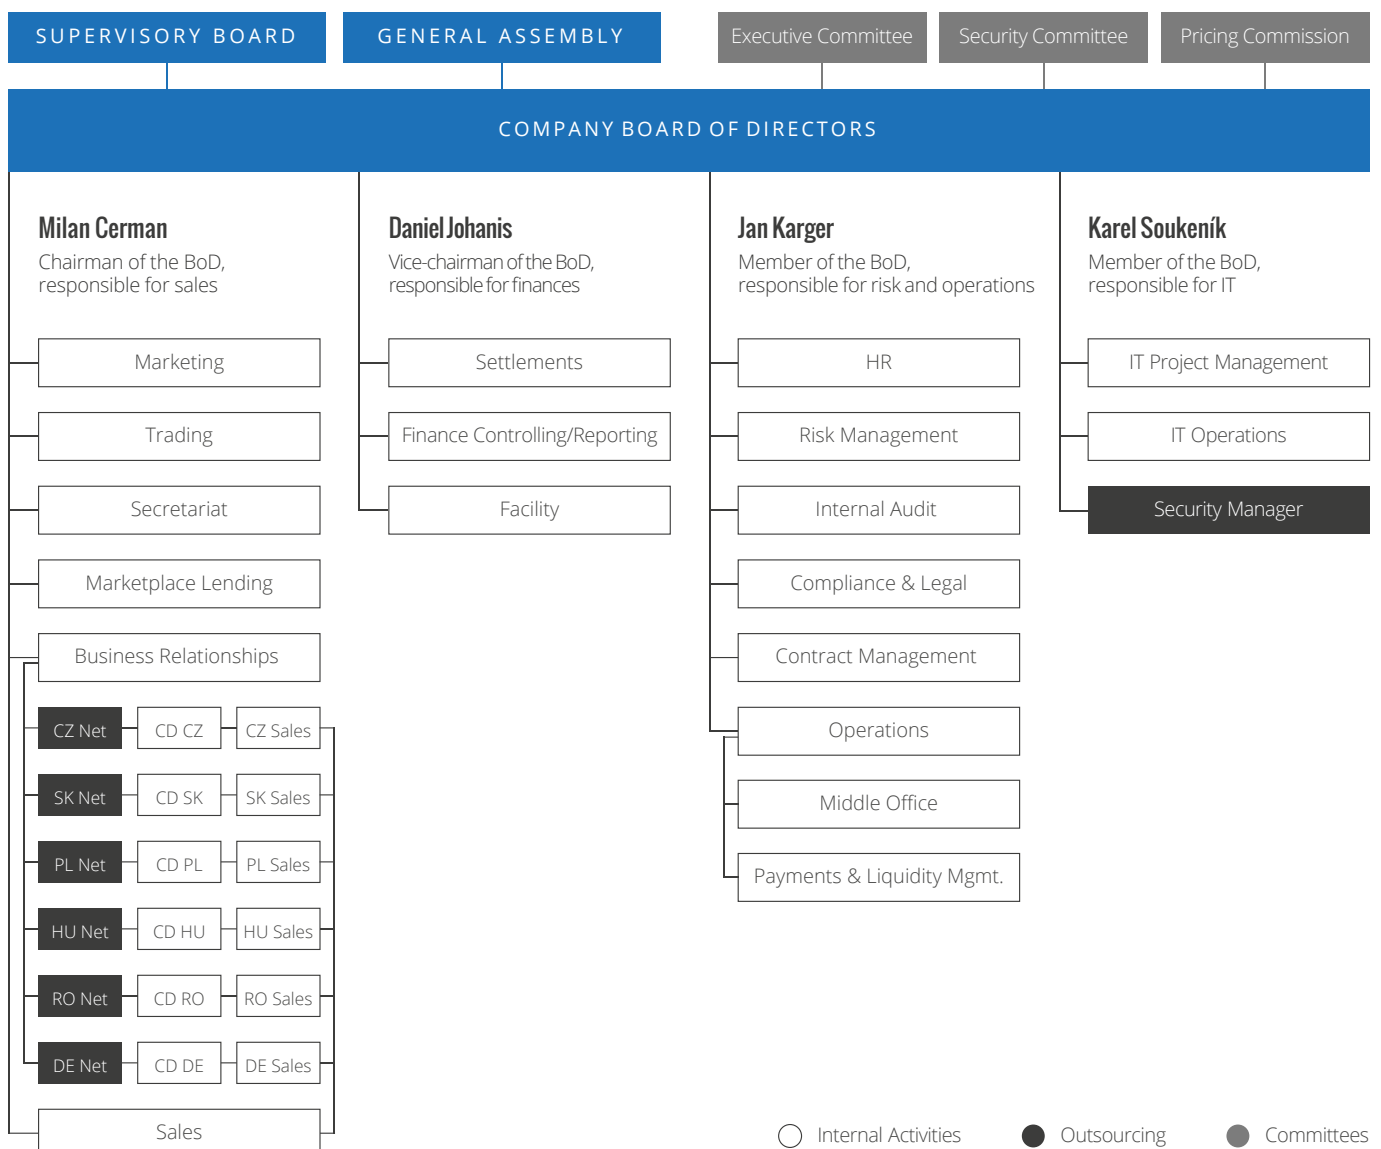 SUPERVISORY BOARD
GENERAL ASSEMBLY
Executive Committee
Security Committee
Pricing Commission
COMPANY BOARD OF DIRECTORS
Milan Cerman
Chairman of the BoD,
responsible for sales
Marketing
Trading
Secretariat
Marketplace Lending
Business Relationships
CZ Net
CD CZ
CZ Sales
SK Net
CD SK
SK Sales
PL Net
CD PL
PL Sales
HU Net
CD HU
HU Sales
RO Net
CD RO
RO Sales
DE Net
CD DE
DE Sales
Sales
Daniel Johanis
Vice-chairman of the BoD,
responsible for finances
Settlements
Finance Controlling/Reporting
Facility
Jan Karger
Member of the BoD,
responsible for risk and operations
HR
Risk Management
Internal Audit
Compliance & Legal
Contract Management
Operations
Middle Office
Payments & Liquidity Mgmt.
Karel Soukeník
Member of the BoD,
responsible for IT
IT Project Management
IT Operations
Security Manager
Internal Activities
Outsourcing
Committees